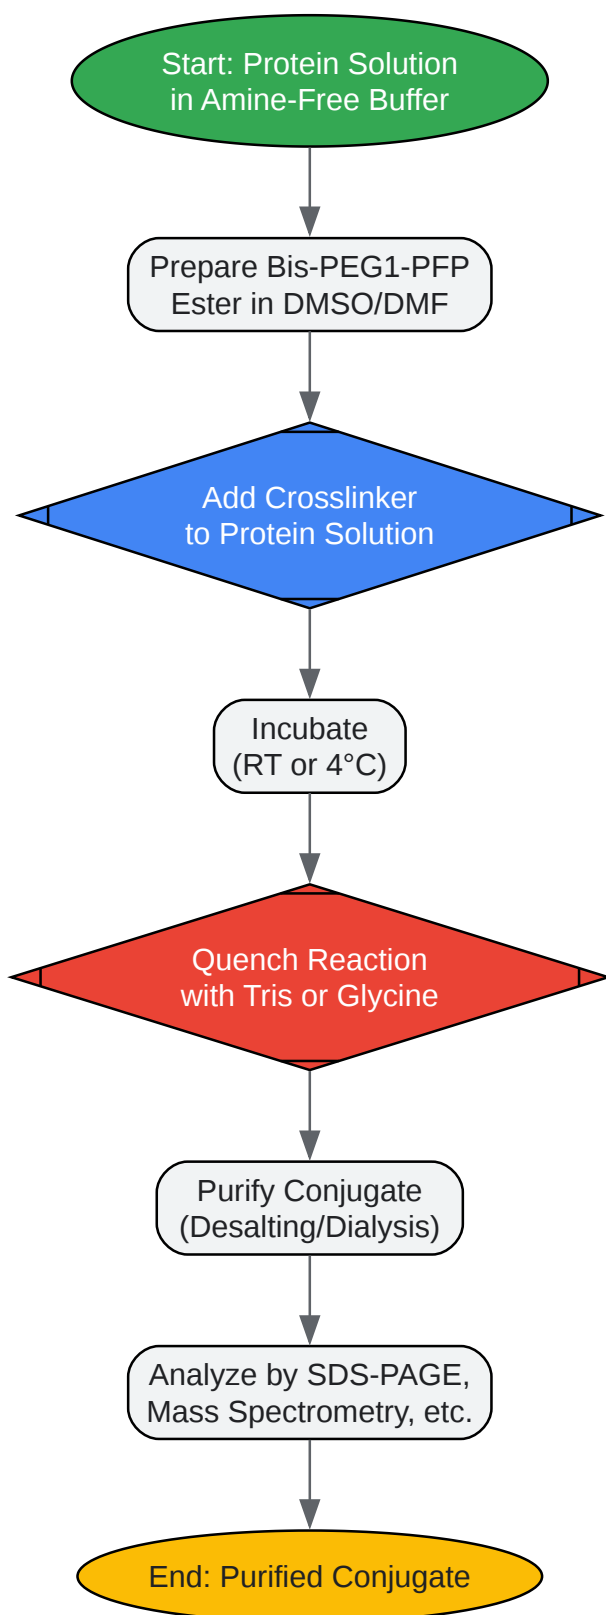 Start: Protein Solution
in Amine-Free Buffer
Prepare Bis-PEG1-PFP
Ester in DMSO/DMF
Add Crosslinker
to Protein Solution
Incubate
(RT or 4°C)
Quench Reaction
with Tris or Glycine
Purify Conjugate
(Desalting/Dialysis)
Analyze by SDS-PAGE,
Mass Spectrometry, etc.
End: Purified Conjugate